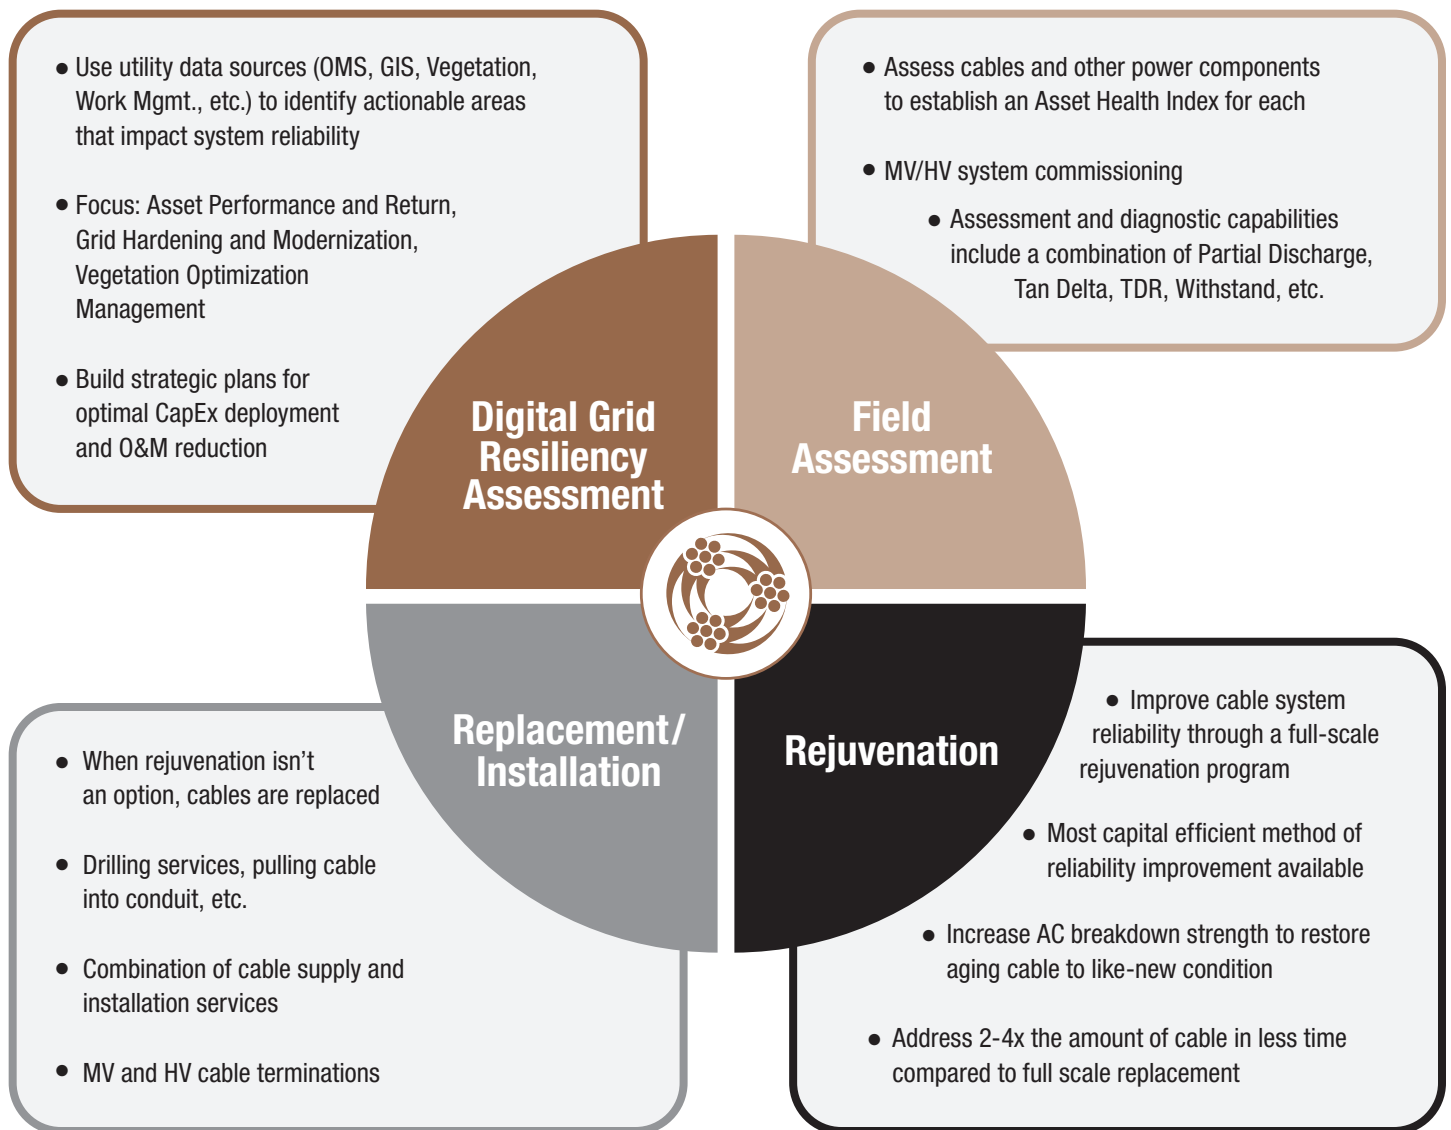 • Use utility data sources (OMS, GIS, Vegetation,
Work Mgmt., etc.) to identify actionable areas
that impact system reliability
• Focus: Asset Performance and Return,
Grid Hardening and Modernization,
Vegetation Optimization
Management
• Build strategic plans for
optimal CapEx deployment
and O&M reduction
Digital Grid
Resiliency
Assessment
• Assess cables and other power components
to establish an Asset Health Index for each
• MV/HV system commissioning
• Assessment and diagnostic capabilities
include a combination of Partial Discharge,
Tan Delta, TDR, Withstand, etc.
Field
Assessment
Replacement/
Installation
• When rejuvenation isn't
an option, cables are replaced
• Drilling services, pulling cable
into conduit, etc.
• Combination of cable supply and
installation services
• MV and HV cable terminations
Rejuvenation
• Improve cable system
reliability through a full-scale
rejuvenation program
• Most capital efficient method of
reliability improvement available
• Increase AC breakdown strength to restore
aging cable to like-new condition
• Address 2-4x the amount of cable in less time
compared to full scale replacement